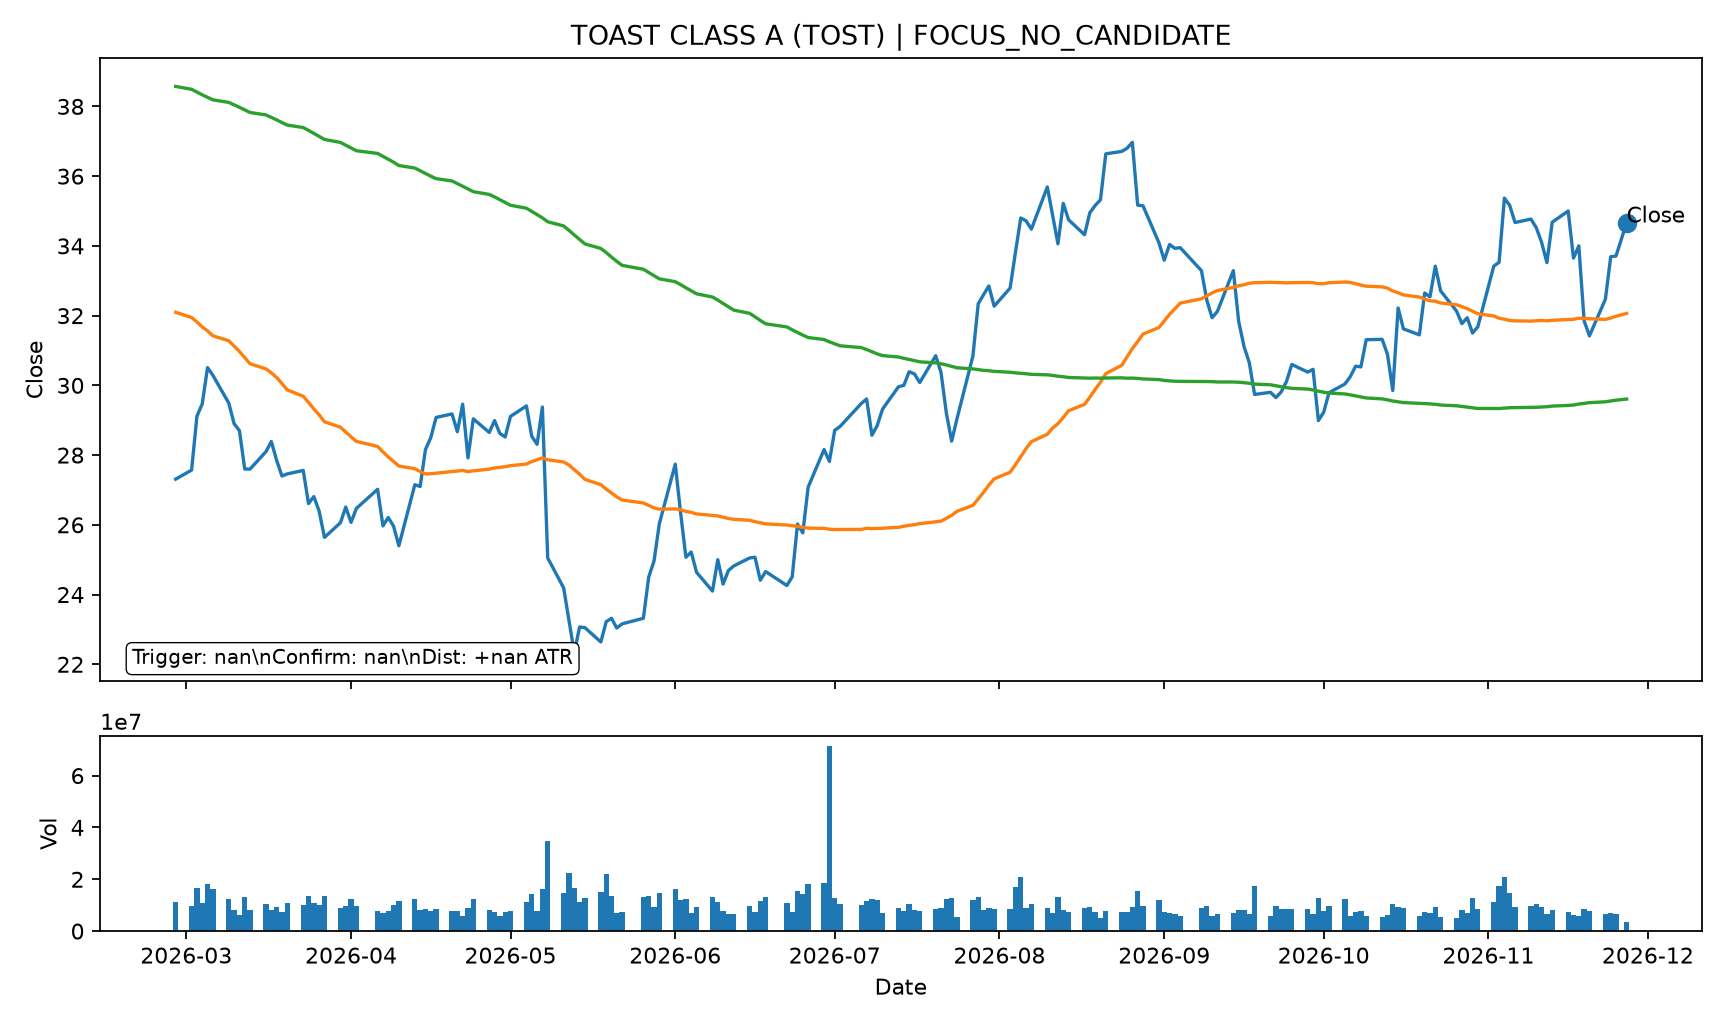 TOAST CLASS A (TOST) | FOCUS_NO_CANDIDATE
Close
38
36
34
32
30
28
26
24
22
Close
Trigger: nan\nConfirm: nan\nDist: +nan ATR
1e7
Vol
6
4
2
0
2026-03 2026-04 2026-05 2026-06 2026-07 2026-08 2026-09 2026-10 2026-11 2026-12
Date